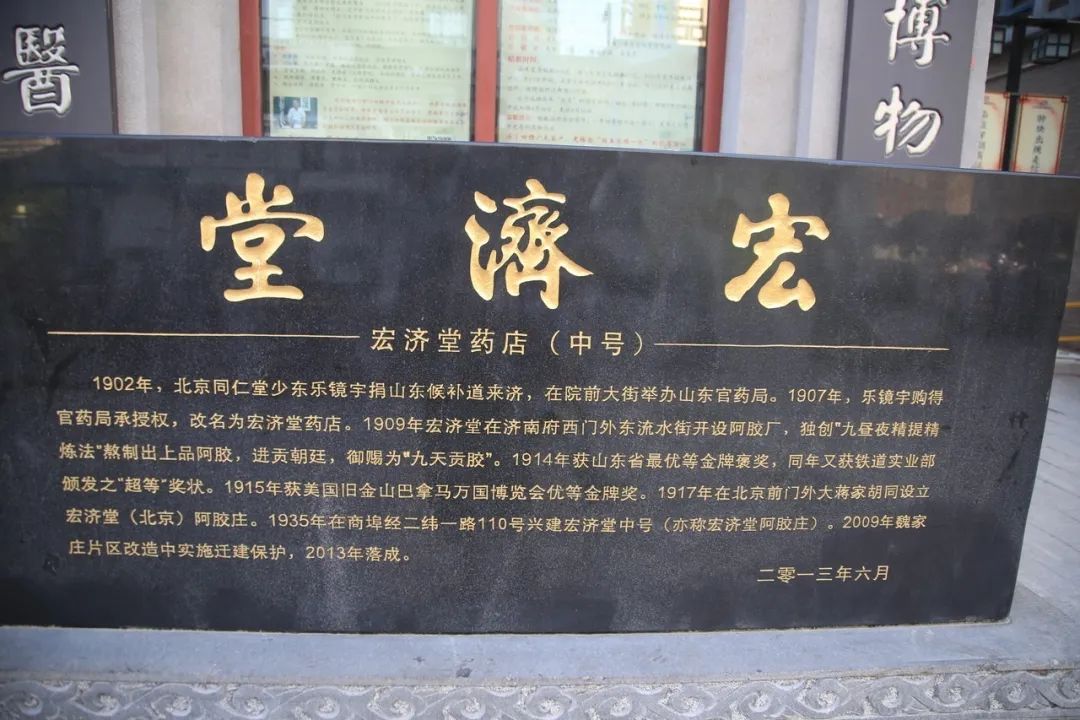 醫
博物
宏濟堂
宏济堂药店（中号）
1902年，北京同仁堂少东乐镜宇捐山东候补道来济，在院前大街举办山东官药局。1907年，乐镜宇购得
官药局承授权，改名为宏济堂药店。1909年宏济堂在济南府西门外东流水街开设阿胶厂，独创"九昼夜精提精
炼法"熬制出上品阿胶，进贡朝廷，御赐为"九天贡胶"。1914年获山东省最优等金牌褒奖，同年又获铁道实业部
颁发之"超等"奖状。1915年获美国旧金山巴拿马万国博览会优等金牌奖。1917年在北京前门外大蒋家胡同设立
宏济堂（北京）阿胶庄。1935年在商埠经二纬一路110号兴建宏济堂中号（亦称宏济堂阿胶庄）。2009年魏家
庄片区改造中实施迁建保护，2013年落成。
二零一三年六月